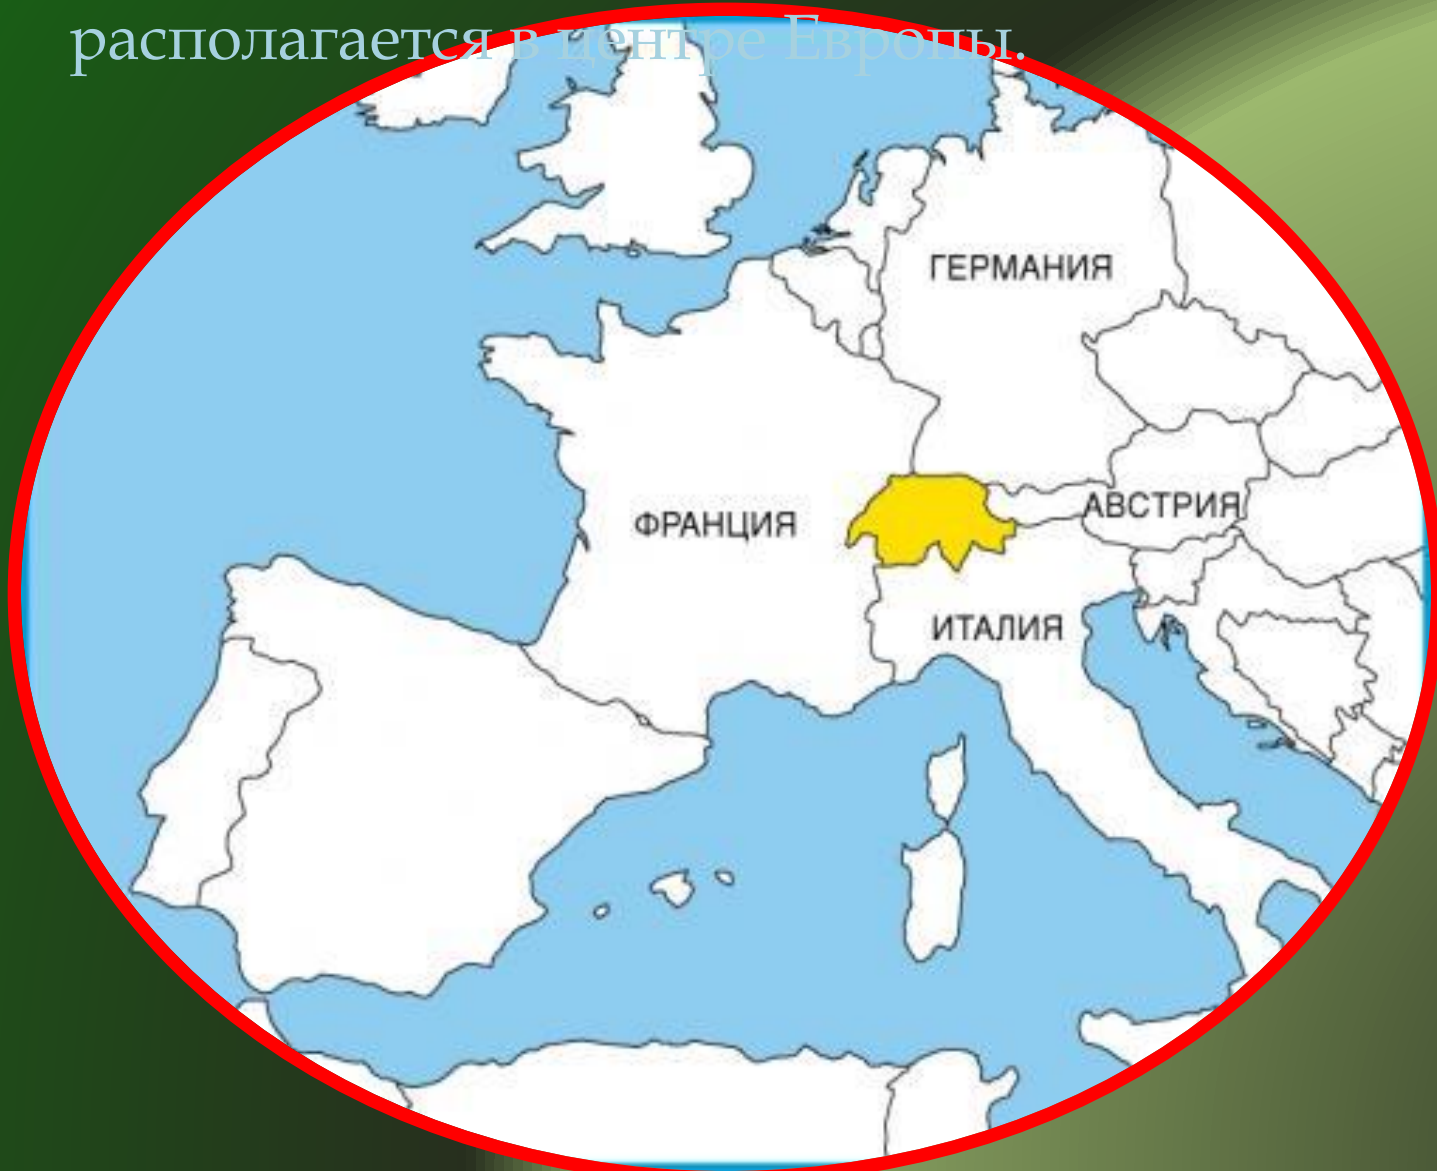 располагается в центре Европы.
ГЕРМАНИЯ
АВСТРИЯ
ФРАНЦИЯ
ИТАЛИЯ